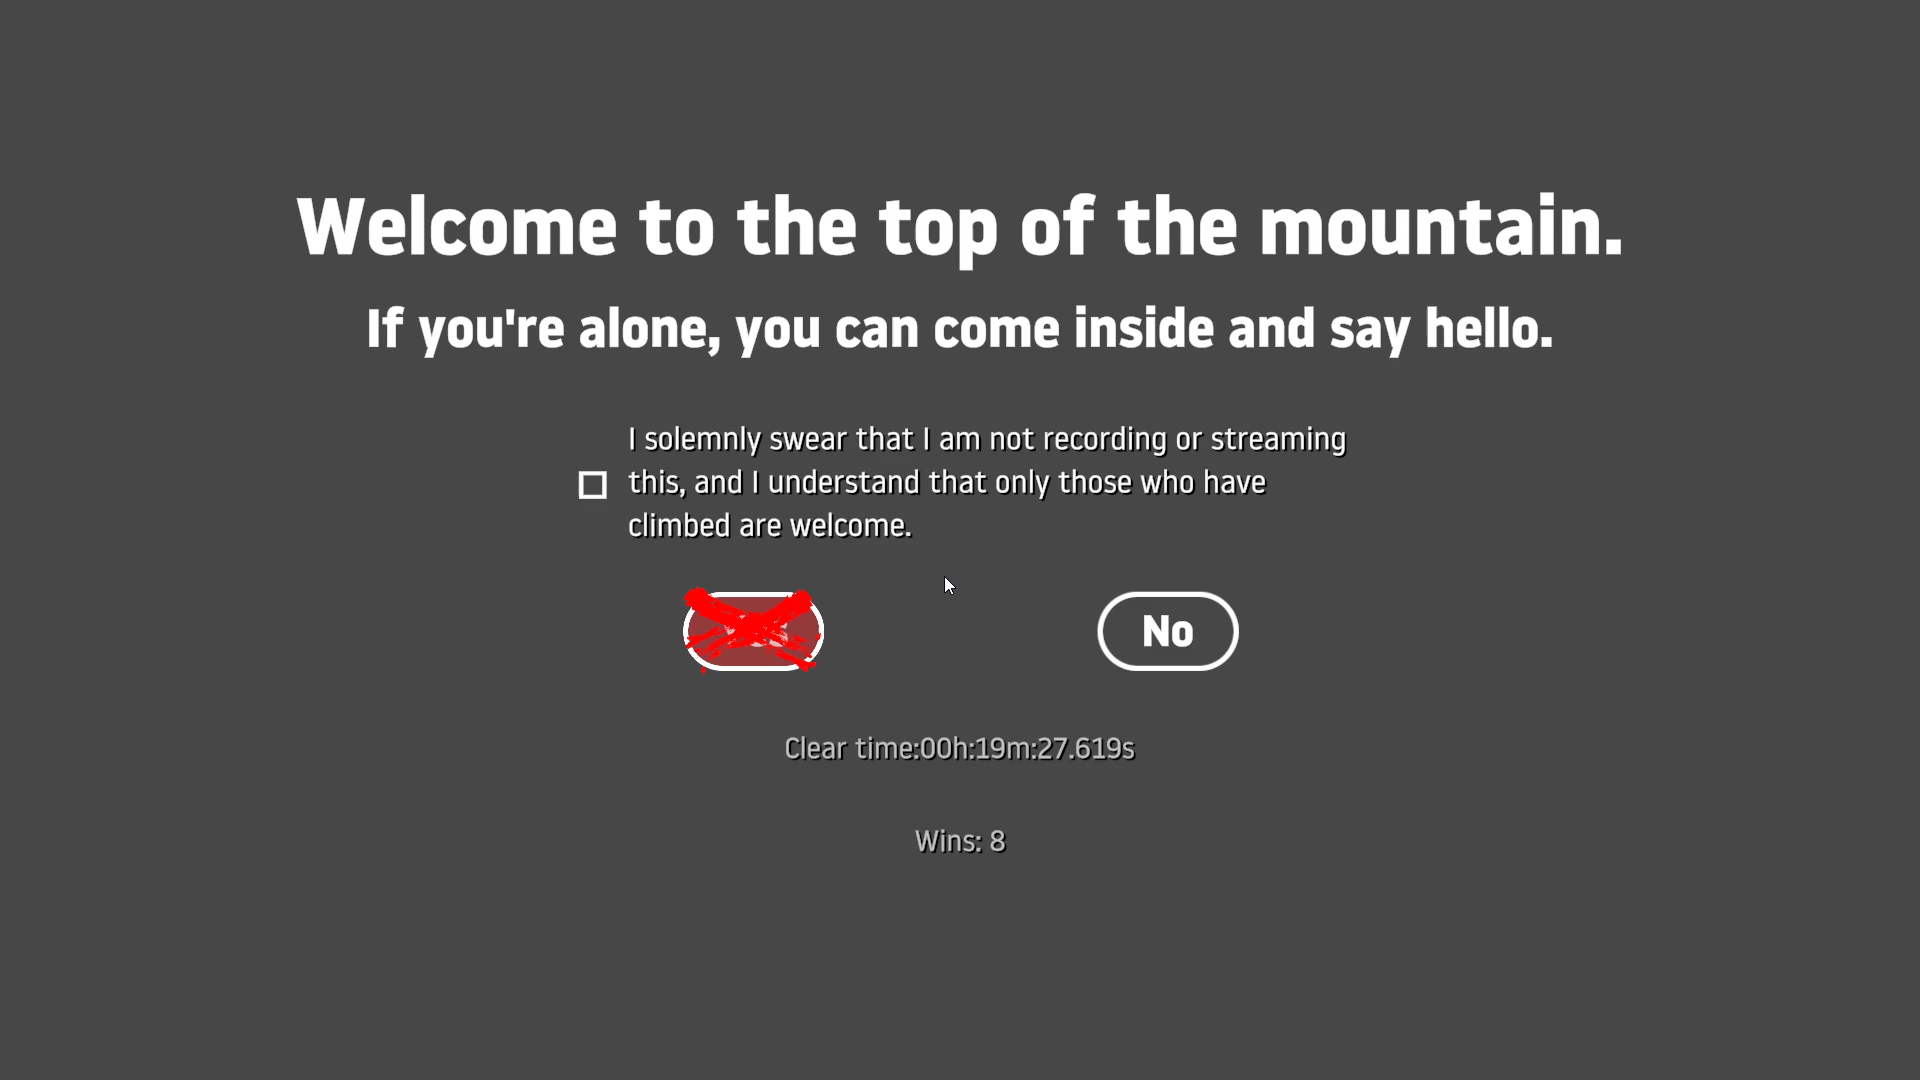 Welcome to the top of the mountain.
If you're alone, you can come inside and say hello.
I solemnly swear that I am not recording or streaming
this, and I understand that only those who have
climbed are welcome.
No
Clear time:00h:19m:27.619s
Wins: 8